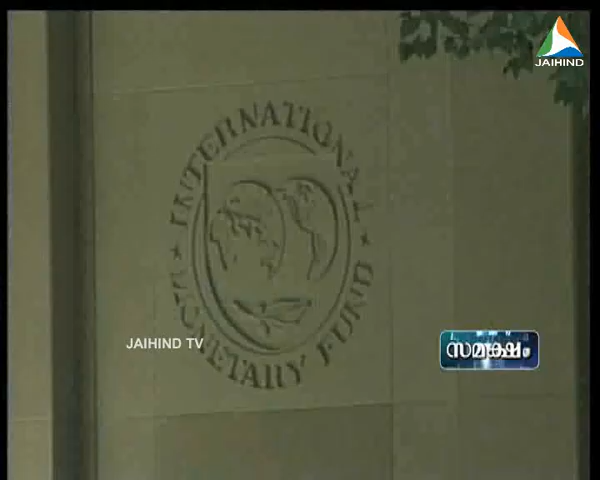 JAIHIND
INTERNATIONAL
MONETARY FUND
JAIHIND TV
സമക്ഷം